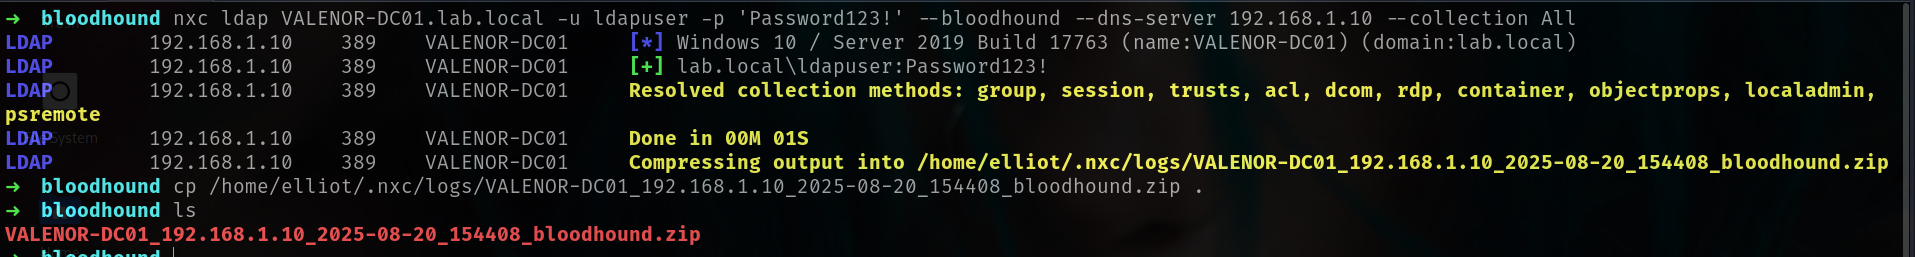 → bloodhound nxc ldap VALENOR-DC01.lab.local -u ldapuser -p 'Password123!' --bloodhound --dns-server 192.168.1.10 --collection All
LDAP 192.168.1.10 389 VALENOR-DC01 [*] Windows 10 / Server 2019 Build 17763 (name:VALENOR-DC01) (domain:lab.local)
LDAP 192.168.1.10 389 VALENOR-DC01 [+] lab.local\ldapuser:Password123!
LDAP 192.168.1.10 389 VALENOR-DC01 Resolved collection methods: group, session, trusts, acl, dcom, rdp, container, objectprops, localadmin,
psremote
LDAP 192.168.1.10 389 VALENOR-DC01 Done in 00M 01S
LDAP 192.168.1.10 389 VALENOR-DC01 Compressing output into /home/elliot/.nxc/logs/VALENOR-DC01_192.168.1.10_2025-08-20_154408_bloodhound.zip
→ bloodhound cp /home/elliot/.nxc/logs/VALENOR-DC01_192.168.1.10_2025-08-20_154408_bloodhound.zip .
→ bloodhound ls
VALENOR-DC01_192.168.1.10_2025-08-20_154408_bloodhound.zip
→ bloodhound